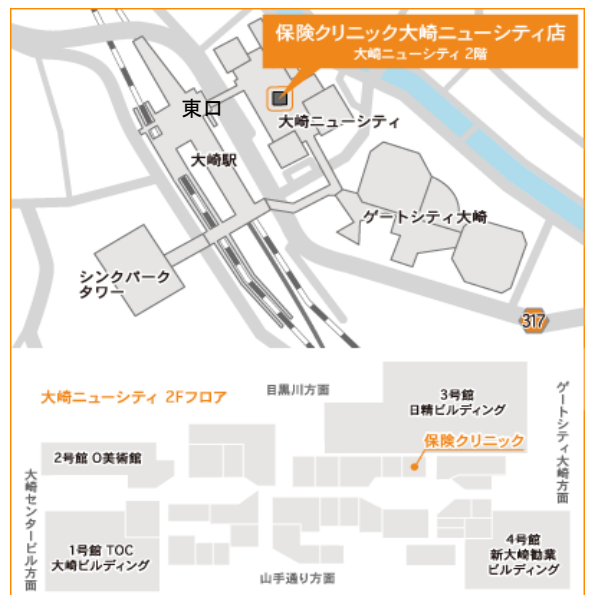 保険クリニック大崎ニューシティ店
大崎ニューシティ 2階
東口
大崎ニューシティ
大崎駅
ゲートシティ大崎
シンクパーク
タワー
317
大崎ニューシティ 2Fフロア
目黒川方面
3号館
日精ビルディング
ゲートシティ大崎方面
保険クリニック
2号館 O美術館
大崎センタービル方面
1号館 TOC
大崎ビルディング
4号館
新大崎勧業
ビルディング
山手通り方面